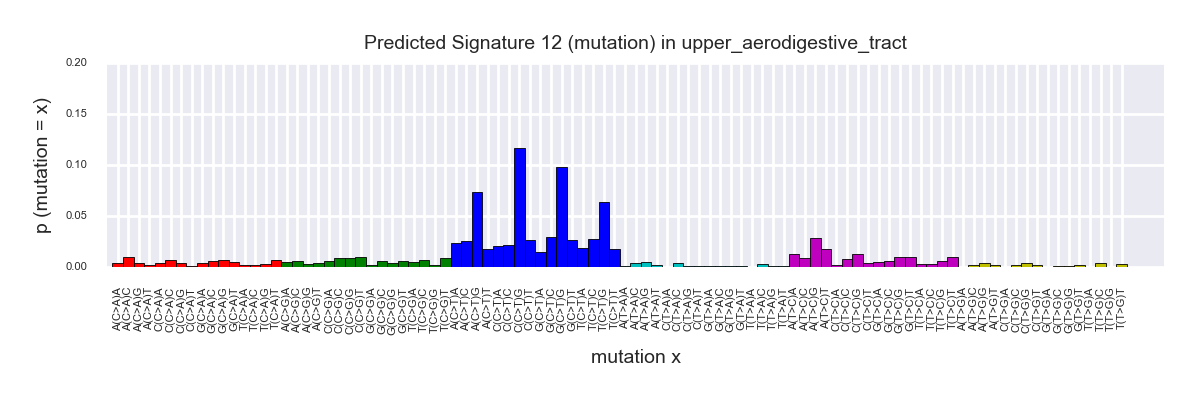 Predicted Signature 12 (mutation) in upper_aerodigestive_tract
p (mutation = x)
0.20
0.15
0.10
0.05
0.00
A(C>A)A
A(C>A)C
A(C>A)G
A(C>A)T
C(C>A)A
C(C>A)C
C(C>A)G
C(C>A)T
G(C>A)A
G(C>A)C
G(C>A)G
G(C>A)T
T(C>A)A
T(C>A)C
T(C>A)G
T(C>A)T
A(C>G)A
A(C>G)C
A(C>G)G
A(C>G)T
C(C>G)A
C(C>G)C
C(C>G)G
C(C>G)T
G(C>G)A
G(C>G)C
G(C>G)G
G(C>G)T
T(C>G)A
T(C>G)C
T(C>G)G
T(C>G)T
A(C>T)A
A(C>T)C
A(C>T)G
A(C>T)T
C(C>T)A
C(C>T)C
C(C>T)G
C(C>T)T
G(C>T)A
G(C>T)C
G(C>T)G
G(C>T)T
T(C>T)A
T(C>T)C
T(C>T)G
T(C>T)T
A(T>A)A
A(T>A)C
A(T>A)G
A(T>A)T
C(T>A)A
C(T>A)C
C(T>A)G
C(T>A)T
G(T>A)A
G(T>A)C
G(T>A)G
G(T>A)T
T(T>A)A
T(T>A)C
T(T>A)G
T(T>A)T
A(T>C)A
A(T>C)C
A(T>C)G
A(T>C)T
C(T>C)A
C(T>C)C
C(T>C)G
C(T>C)T
G(T>C)A
G(T>C)C
G(T>C)G
G(T>C)T
T(T>C)A
T(T>C)C
T(T>C)G
T(T>C)T
A(T>G)A
A(T>G)C
A(T>G)G
A(T>G)T
C(T>G)A
C(T>G)C
C(T>G)G
C(T>G)T
G(T>G)A
G(T>G)C
G(T>G)G
G(T>G)T
T(T>G)A
T(T>G)C
T(T>G)G
T(T>G)T
mutation x